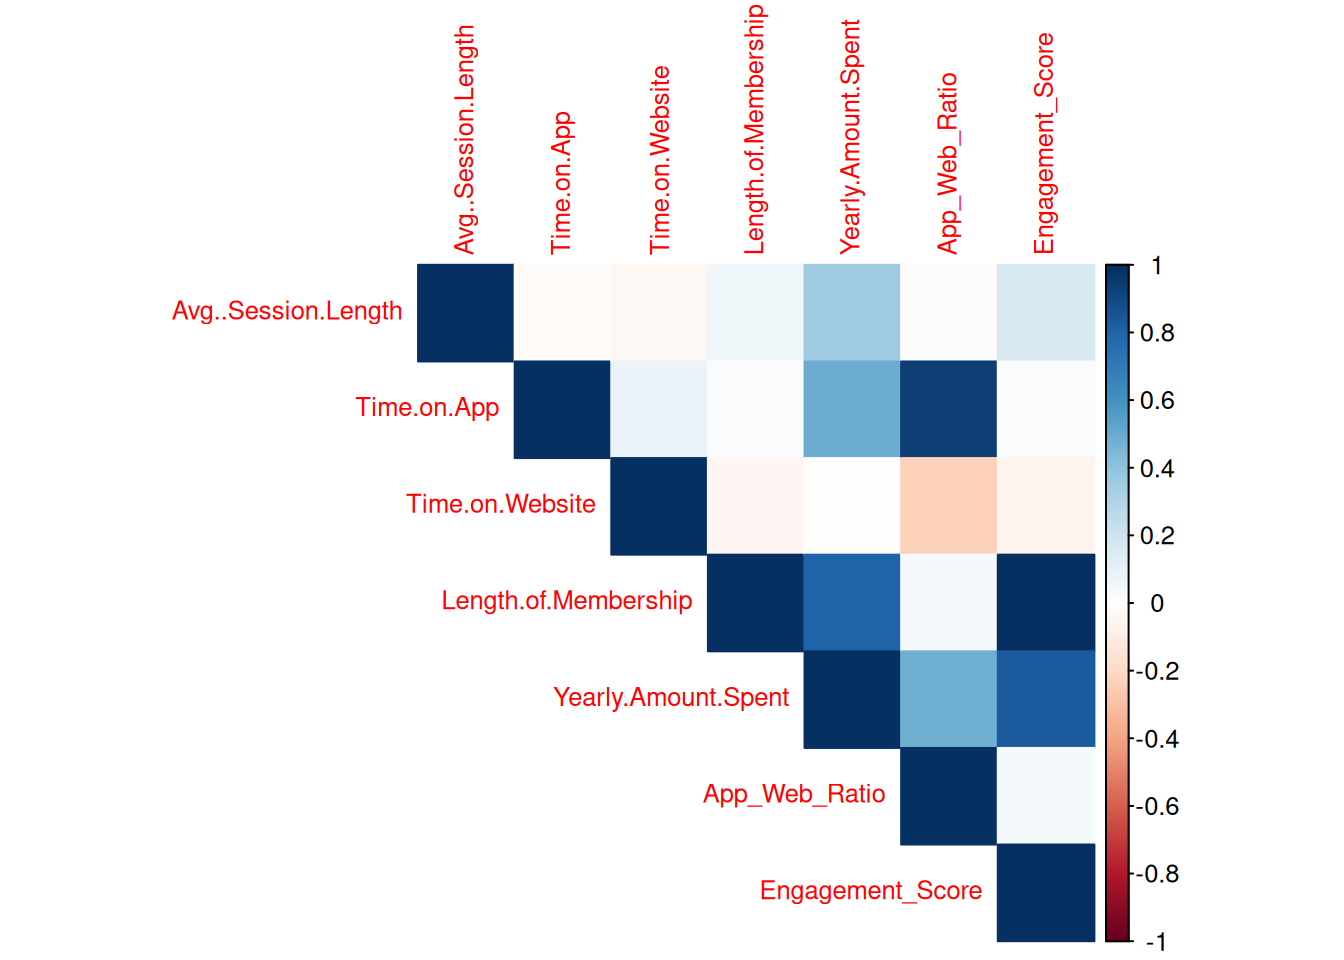 Avg..Session.Length
Time.on.App
Time.on.Website
Length.of.Membership
Yearly.Amount.Spent
App_Web_Ratio
Engagement_Score
Avg..Session.Length
Time.on.App
Time.on.Website
Length.of.Membership
Yearly.Amount.Spent
App_Web_Ratio
Engagement_Score
1
0.8
0.6
0.4
0.2
0
-0.2
-0.4
-0.6
-0.8
-1